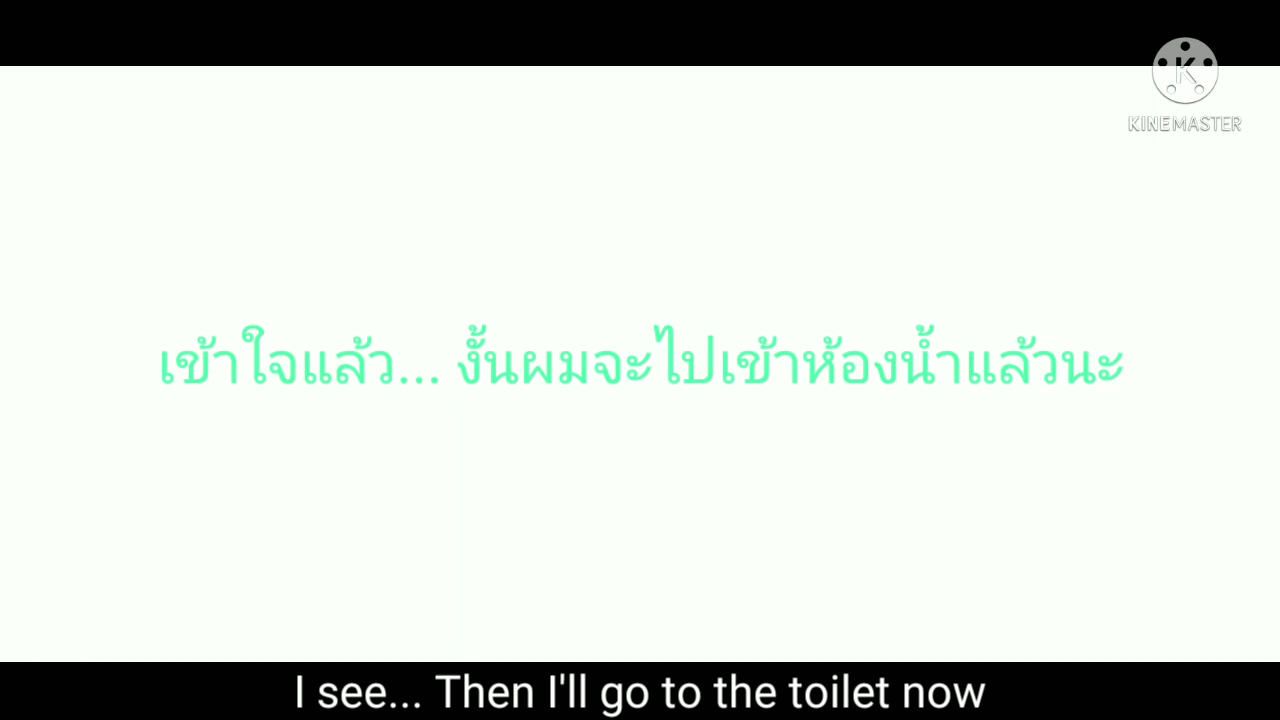 K
KINEMASTER
เข้าใจแล้ว... งั้นผมจะไปเข้าห้องน้ำแล้วนะ
I see... Then I'll go to the toilet now